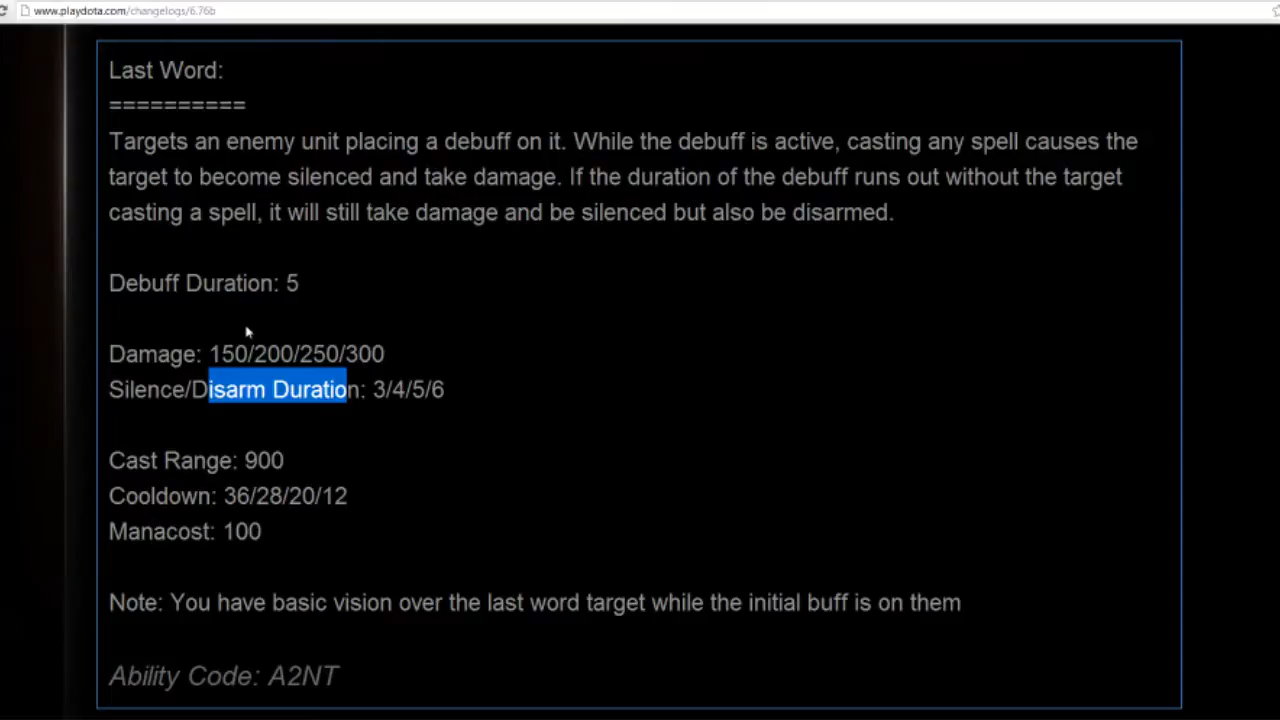 www.playdota.com/changelogs/6.76b
Last Word:
==========
Targets an enemy unit placing a debuff on it. While the debuff is active, casting any spell causes the
target to become silenced and take damage. If the duration of the debuff runs out without the target
casting a spell, it will still take damage and be silenced but also be disarmed.
Debuff Duration: 5
Damage: 150/200/250/300
Silence/Disarm Duration: 3/4/5/6
Cast Range: 900
Cooldown: 36/28/20/12
Manacost: 100
Note: You have basic vision over the last word target while the initial buff is on them
Ability Code: A2NT